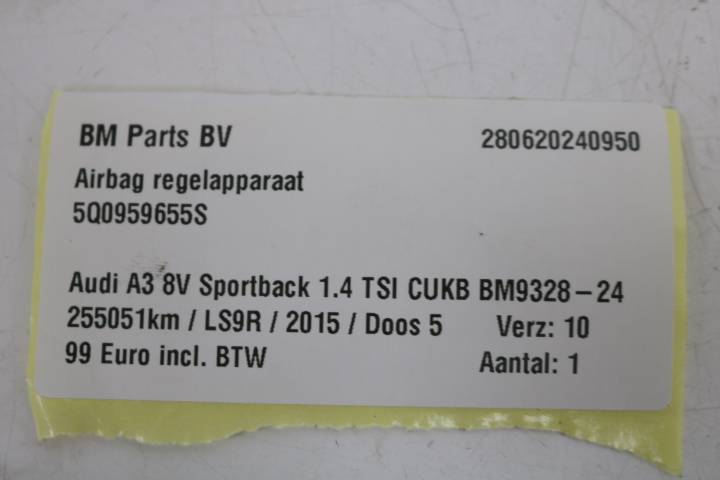 BM Parts BV 280620240950
Airbag regelapparaat
5Q0959655S
Audi A3 8V Sportback 1.4 TSI CUKB BM9328-24
255051km / LS9R / 2015 / Doos 5 Verz: 10
99 Euro incl. BTW Aantal: 1